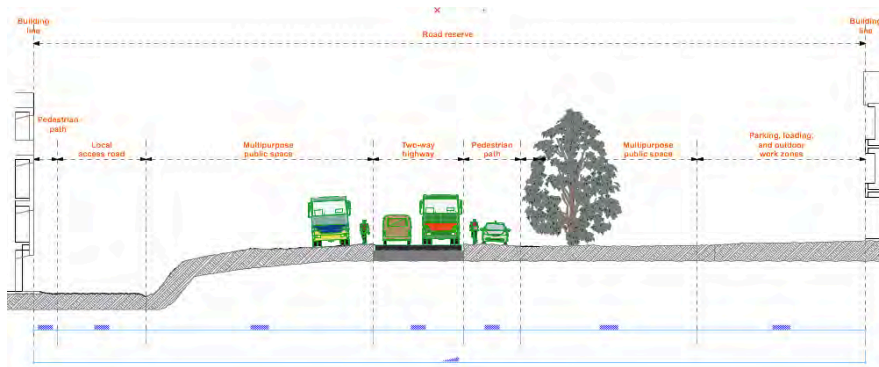 Building
line
Building
line
Road reserve
Pedestrian
path
Local
access road
Multipurpose
public space
Two-way
highway
Pedestrian
path
Multipurpose
public space
Parking, loading,
and outdoor
work zones